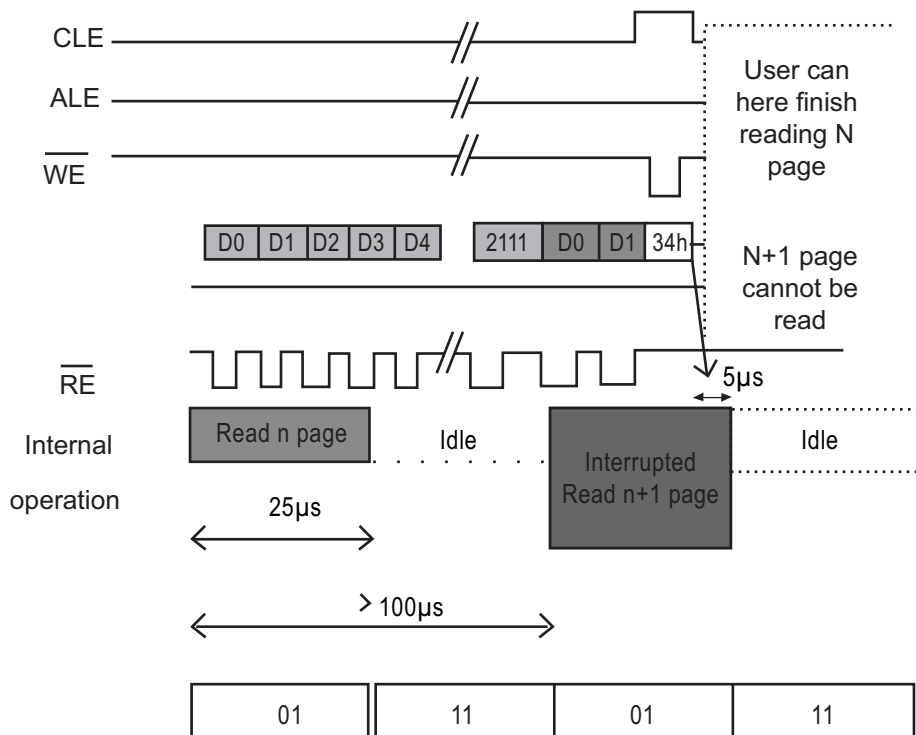 CLE
ALE
WE
User can
here finish
reading N
page
D0 D1 D2 D3 D4 2111 D0 D1 34h
N+1 page
cannot be
read
RE
5µs
Internal
operation
Read n page
Idle
Interrupted
Read n+1 page
Idle
25µs
> 100µs
01 11 01 11